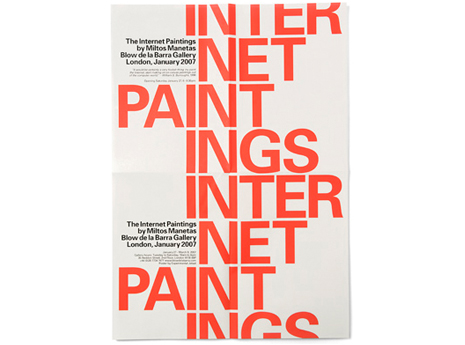 INTER
The Internet Paintings
by Miltos Manetas
Blow de la Barra Gallery
London, January 2007
NET
PAINT
INGS
INTER
The Internet Paintings
by Miltos Manetas
Blow de la Barra Gallery
London, January 2007
NET
PAINT
INGS